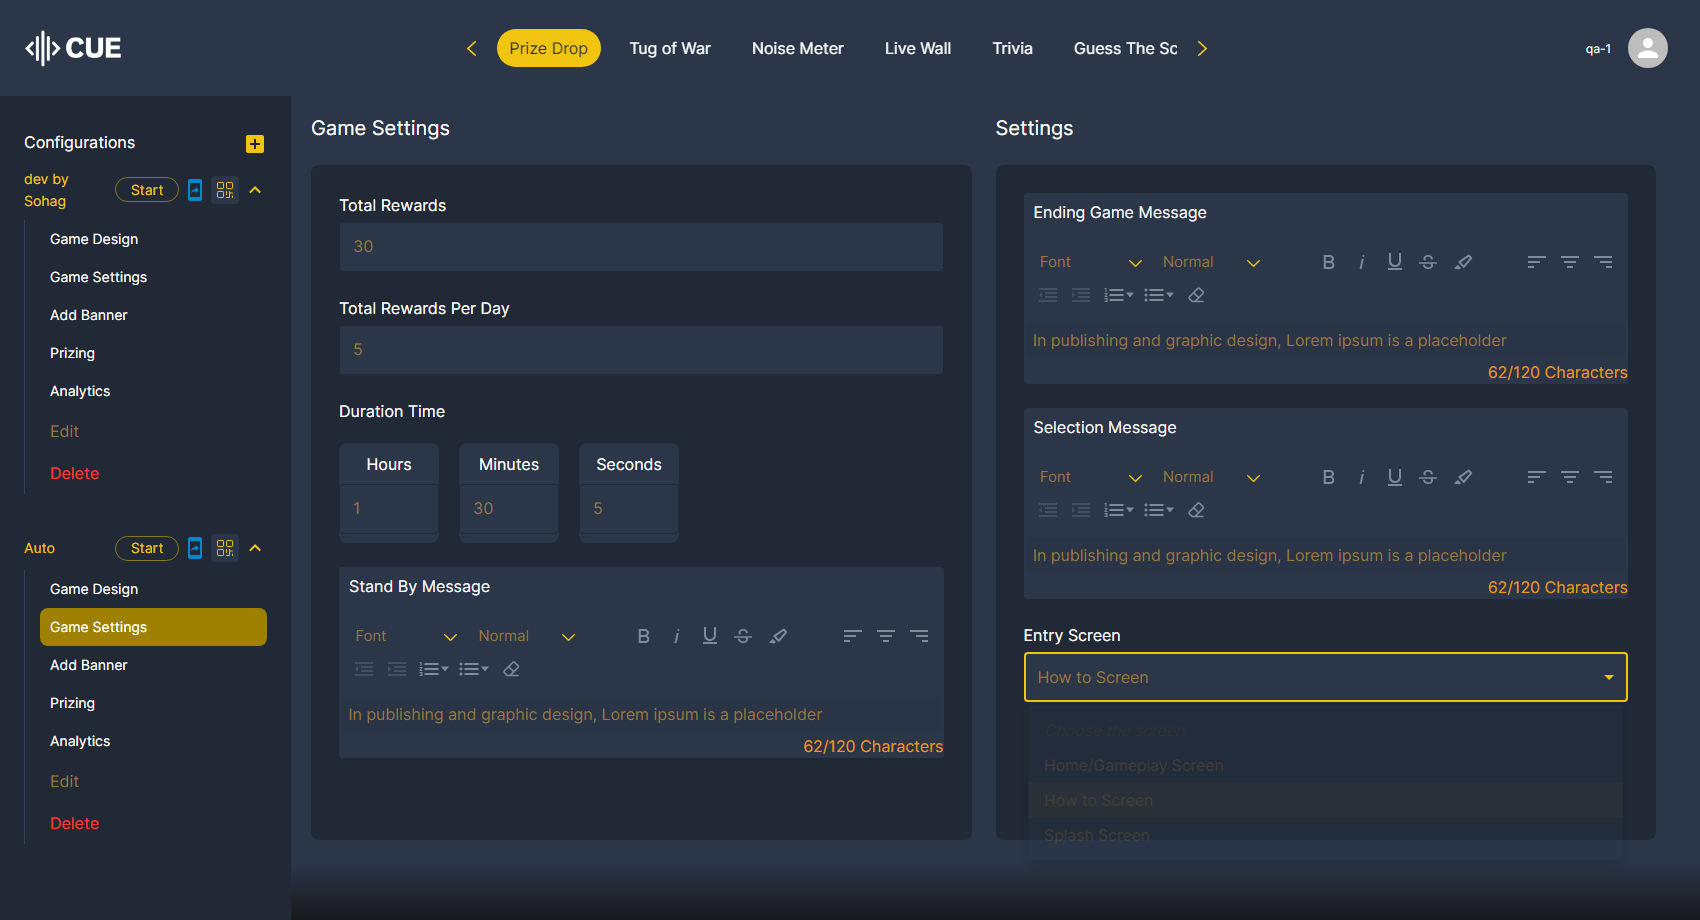 CUE
Prize Drop
Tug of War
Noise Meter
Live Wall
Trivia
Guess The Sc
qa-1
Configurations
dev by
Sohag
Start
Game Design
Game Settings
Add Banner
Prizing
Analytics
Edit
Delete
Auto
Start
Game Design
Game Settings
Add Banner
Prizing
Analytics
Edit
Delete
Game Settings
Total Rewards
30
Total Rewards Per Day
5
Duration Time
Hours
Minutes
Seconds
1
30
5
Stand By Message
Font
Normal
In publishing and graphic design, Lorem ipsum is a placeholder
62/120 Characters
Settings
Ending Game Message
Font
Normal
In publishing and graphic design, Lorem ipsum is a placeholder
62/120 Characters
Selection Message
Font
Normal
In publishing and graphic design, Lorem ipsum is a placeholder
62/120 Characters
Entry Screen
How to Screen
Choose the screen
Home/Gameplay Screen
How to Screen
Splash Screen